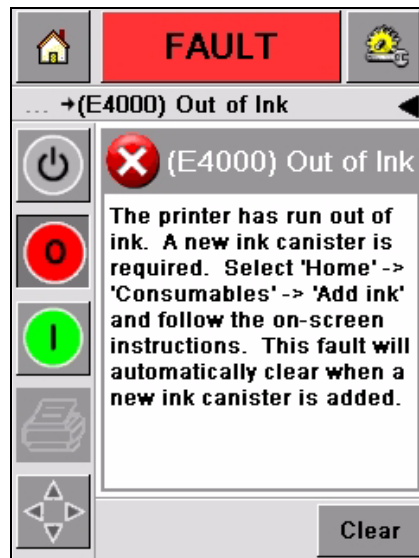 FAULT
... →(E4000) Out of Ink
(E4000) Out of Ink
The printer has run out of
ink. A new ink canister is
required. Select 'Home' ->
'Consumables' -> 'Add ink'
and follow the on-screen
instructions. This fault will
automatically clear when a
new ink canister is added.
O
I
Clear